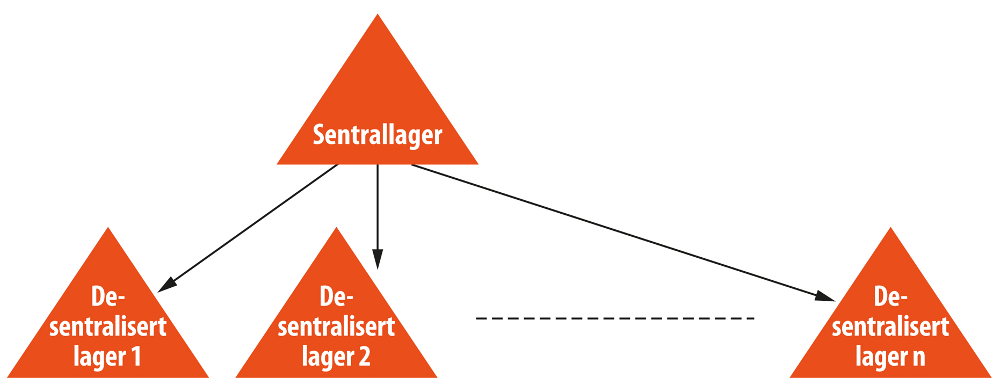 Sentrallager
De-
sentralisert
lager 1
De-
sentralisert
lager 2
De-
sentralisert
lager n